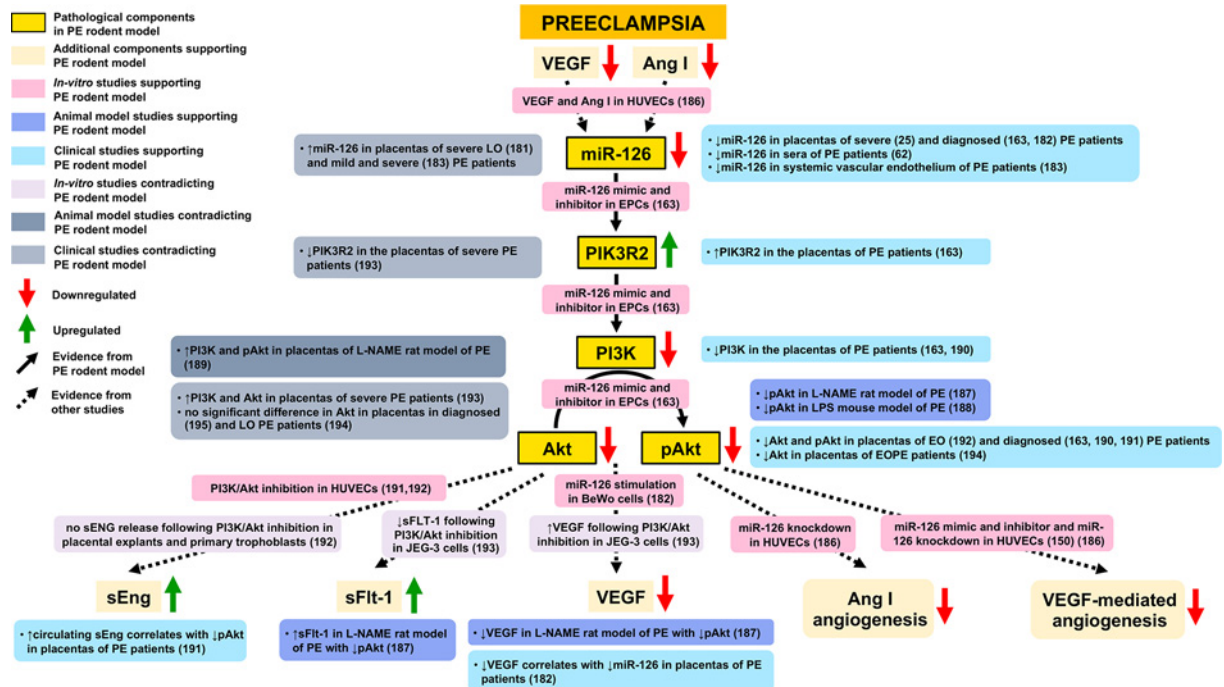 Pathological components
in PE rodent model
Additional components supporting
PE rodent model
In-vitro studies supporting
PE rodent model
Animal model studies supporting
PE rodent model
Clinical studies supporting
PE rodent model
In-vitro studies contradicting
PE rodent model
Animal model studies contradicting
PE rodent model
Clinical studies contradicting
PE rodent model
Downregulated
Upregulated
Evidence from
PE rodent model
Evidence from
other studies
PREECLAMPSIA
VEGF
Ang I
VEGF and Ang I in HUVECs (186)
• ↑miR-126 in placentas of severe LO (181)
and mild and severe (183) PE patients
miR-126
• ↓miR-126 in placentas of severe (25) and diagnosed (163, 182) PE patients
• ↓miR-126 in sera of PE patients (62)
• ↓miR-126 in systemic vascular endothelium of PE patients (183)
miR-126 mimic and
inhibitor in EPCs (163)
• ↓PIK3R2 in the placentas of severe PE
patients (193)
PIK3R2
• ↑PIK3R2 in the placentas of PE patients (163)
miR-126 mimic and
inhibitor in EPCs (163)
• ↑PI3K and pAkt in placentas of L-NAME rat model of PE
(189)
PI3K
• ↓PI3K in the placentas of PE patients (163, 190)
• ↑PI3K and Akt in placentas of severe PE patients (193)
• no significant difference in Akt in placentas in diagnosed
(195) and LO PE patients (194)
miR-126 mimic and
inhibitor in EPCs (163)
• ↓pAkt in L-NAME rat model of PE (187)
• ↓pAkt in LPS mouse model of PE (188)
Akt
pAkt
• ↓Akt and pAkt in placentas of EO (192) and diagnosed (163, 190, 191) PE patients
• ↓Akt in placentas of EOPE patients (194)
PI3K/Akt inhibition in HUVECs (191,192)
miR-126 stimulation
in BeWo cells (182)
no sENG release following PI3K/Akt inhibition in
placental explants and primary trophoblasts (192)
↓sFLT-1 following
PI3K/Akt inhibition
in JEG-3 cells (193)
↑VEGF following PI3K/Akt
inhibition in JEG-3 cells (193)
miR-126 knockdown
in HUVECs (186)
miR-126 mimic and inhibitor and miR-
126 knockdown in HUVECs (150) (186)
sEng
sFlt-1
VEGF
Ang I
angiogenesis
VEGF-mediated
angiogenesis
• ↑circulating sEng correlates with ↓pAkt
in placentas of PE patients (191)
• ↑sFlt-1 in L-NAME rat model
of PE with ↓pAkt (187)
• ↓VEGF in L-NAME rat model of PE with ↓pAkt (187)
• ↓VEGF correlates with ↓miR-126 in placentas of PE
patients (182)